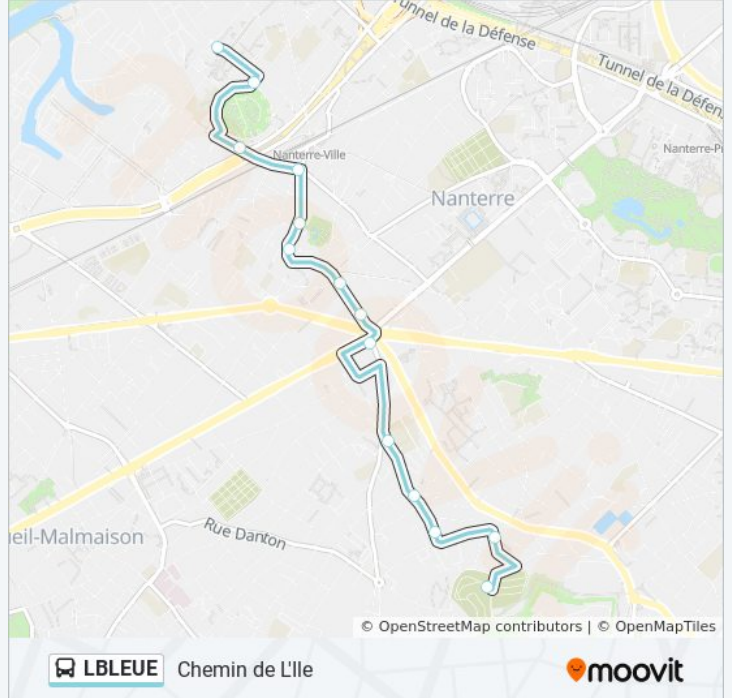 Tunnel de la Défense
Tunnel de la Défen
Nanterre-Ville
Nanterre-P
Nanterre
Rue Danton
eil-Malmaison
© OpenStreetMap contributors | © OpenMapTiles
LBLEUE Chemin de L'Ile
moovit